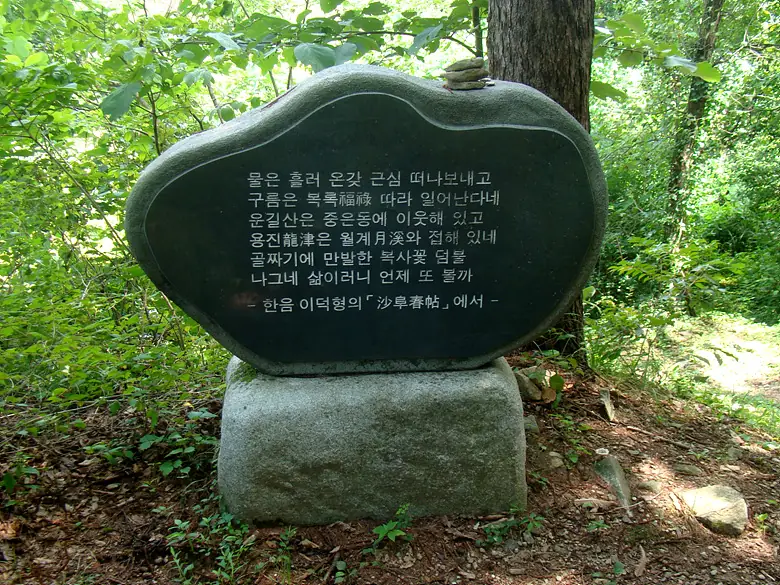 물은 흘러 온갖 근심 떠나보내고
구름은 복록福祿 따라 일어난다네
운길산은 중은동에 이웃해 있고
용진龍津은 월계月溪와 접해 있네
골짜기에 만발한 복사꽃 덤불
나그네 삶이러니 언제 또 볼까
- 한음 이덕형의「沙阜春帖」에서 -